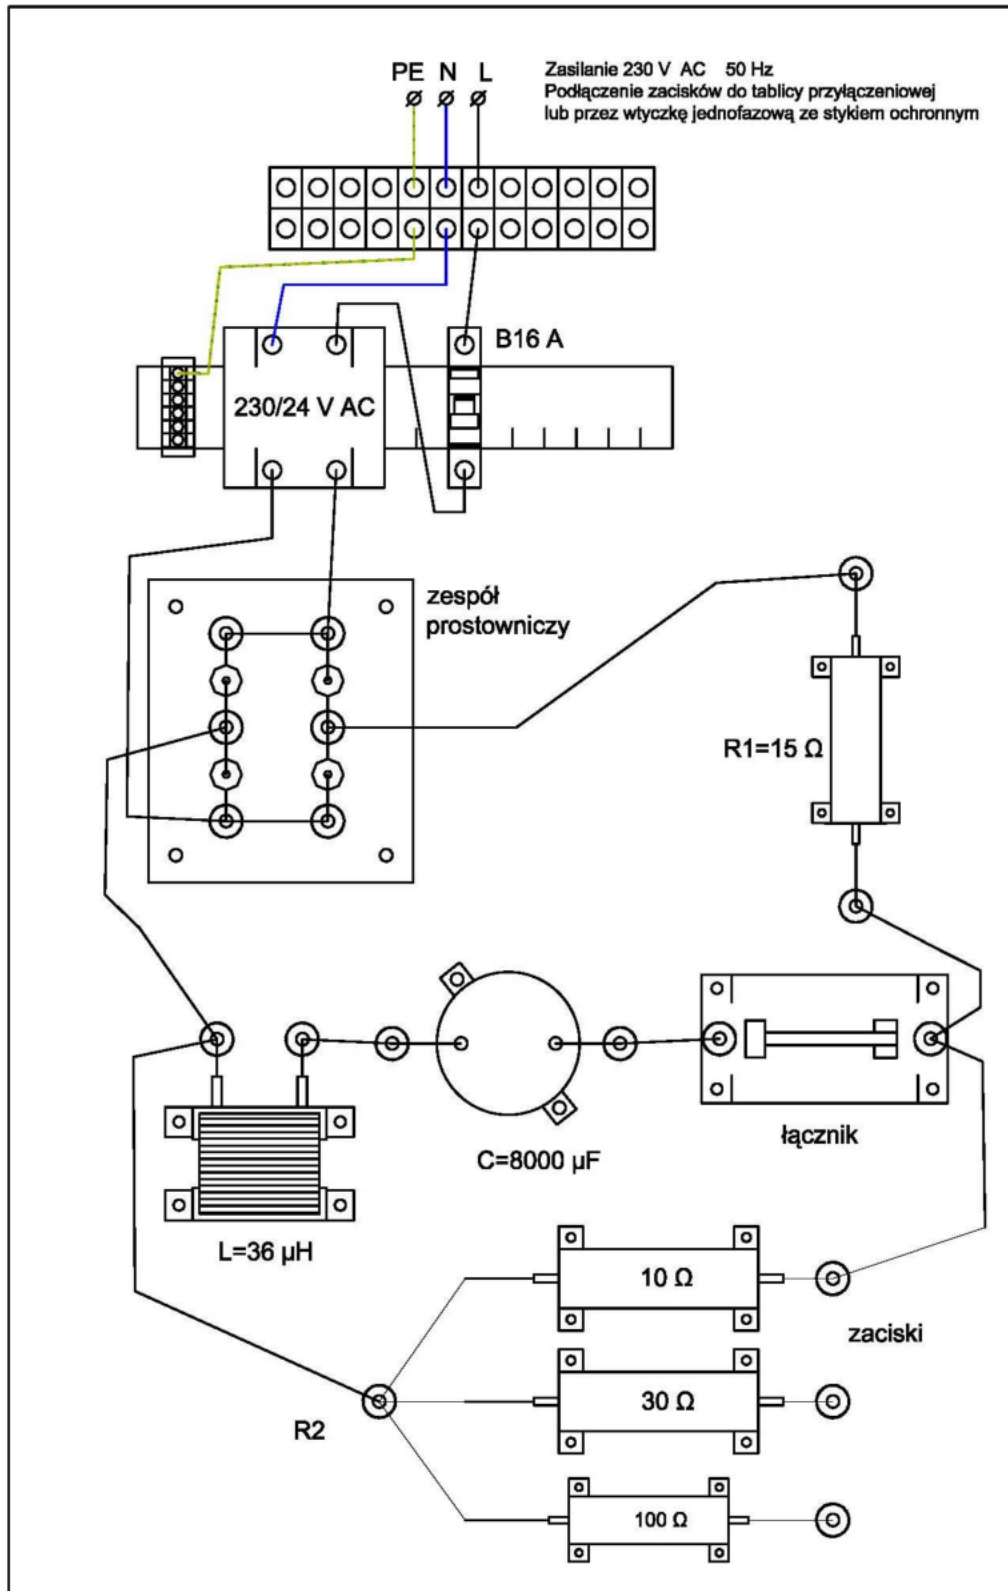 PE N L
Zasilanie 230 V AC 50 Hz
Podłączenie zacisków do tablicy przyłączeniowej
lub przez wtyczkę jednofazową ze stykiem ochronnym
B16 A
230/24 V AC
zespół
prostowniczy
R1=15 Ω
łącznik
C=8000 µF
L=36 µH
10 Ω
zaciski
30 Ω
R2
100 Ω